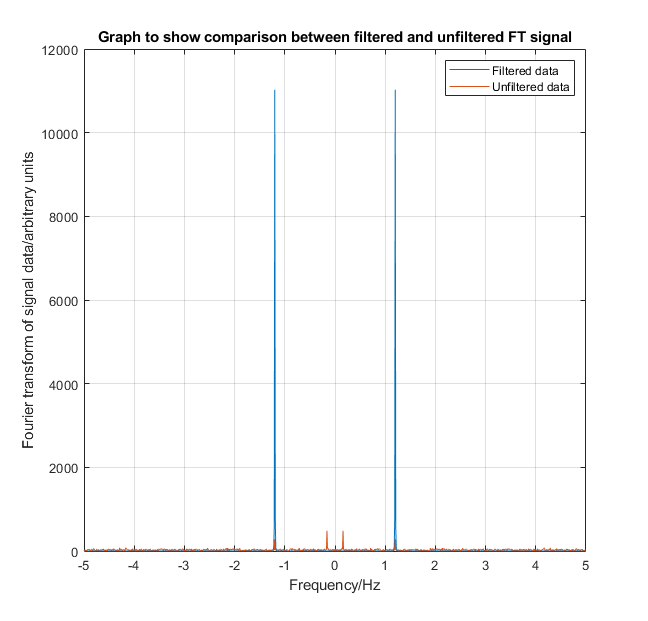 Graph to show comparison between filtered and unfiltered FT signal
12000
10000
8000
6000
4000
2000
0
Fourier transform of signal data/arbitrary units
Filtered data
Unfiltered data
-5 -4 -3 -2 -1 0 1 2 3 4 5
Frequency/Hz